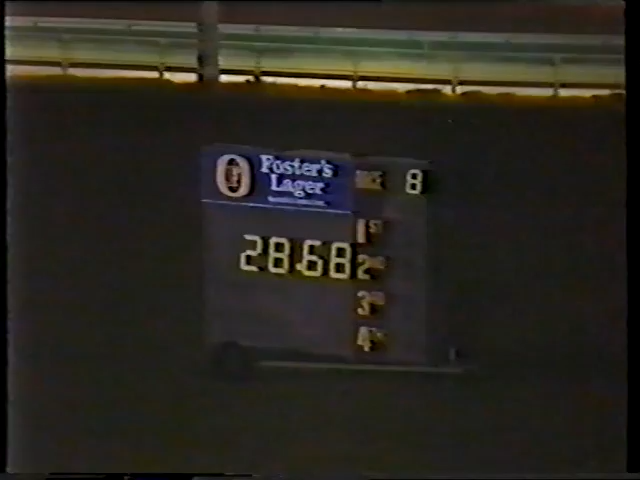 Foster's
Lager
RACE 8
1ST
28.68
2ND
3RD
4TH